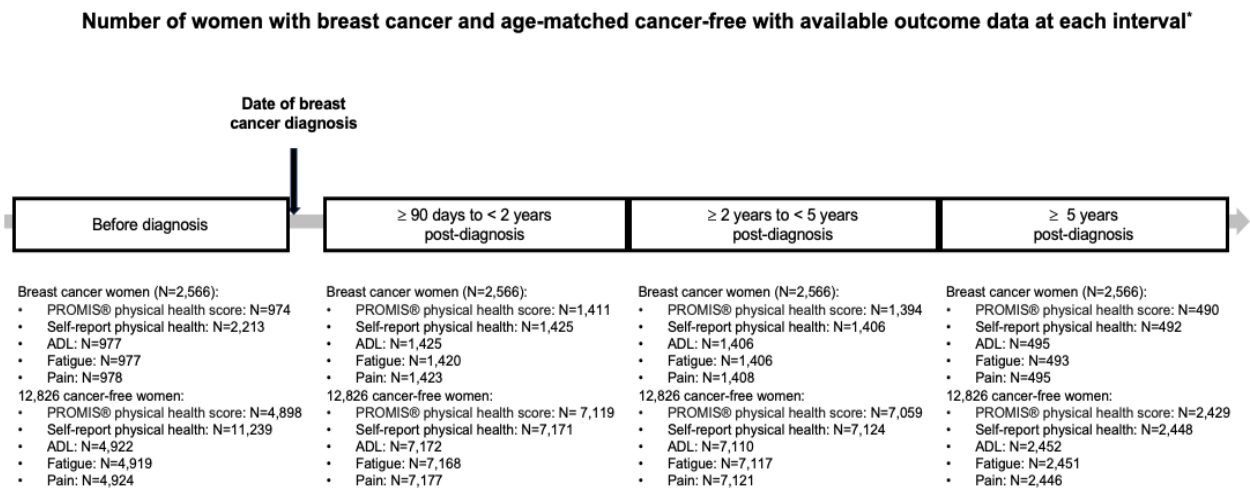 Number of women with breast cancer and age-matched cancer-free with available outcome data at each interval*
Date of breast
cancer diagnosis
Before diagnosis
≥ 90 days to < 2 years
post-diagnosis
≥ 2 years to < 5 years
post-diagnosis
≥ 5 years
post-diagnosis
Breast cancer women (N=2,566):
• PROMIS® physical health score: N=974
• Self-report physical health: N=2,213
• ADL: N=977
• Fatigue: N=977
• Pain: N=978
12,826 cancer-free women:
• PROMIS® physical health score: N=4,898
• Self-report physical health: N=11,239
• ADL: N=4,922
• Fatigue: N=4,919
• Pain: N=4,924
Breast cancer women (N=2,566):
• PROMIS® physical health score: N=1,411
• Self-report physical health: N=1,425
• ADL: N=1,425
• Fatigue: N=1,420
• Pain: N=1,423
12,826 cancer-free women:
• PROMIS® physical health score: N= 7,119
• Self-report physical health: N=7,171
• ADL: N=7,172
• Fatigue: N=7,168
• Pain: N=7,177
Breast cancer women (N=2,566):
• PROMIS® physical health score: N=1,394
• Self-report physical health: N=1,406
• ADL: N=1,406
• Fatigue: N=1,406
• Pain: N=1,408
12,826 cancer-free women:
• PROMIS® physical health score: N=7,059
• Self-report physical health: N=7,124
• ADL: N=7,110
• Fatigue: N=7,117
• Pain: N=7,121
Breast cancer women (N=2,566):
• PROMIS® physical health score: N=490
• Self-report physical health: N=492
• ADL: N=495
• Fatigue: N=493
• Pain: N=495
12,826 cancer-free women:
• PROMIS® physical health score: N=2,429
• Self-report physical health: N=2,448
• ADL: N=2,452
• Fatigue: N=2,451
• Pain: N=2,446